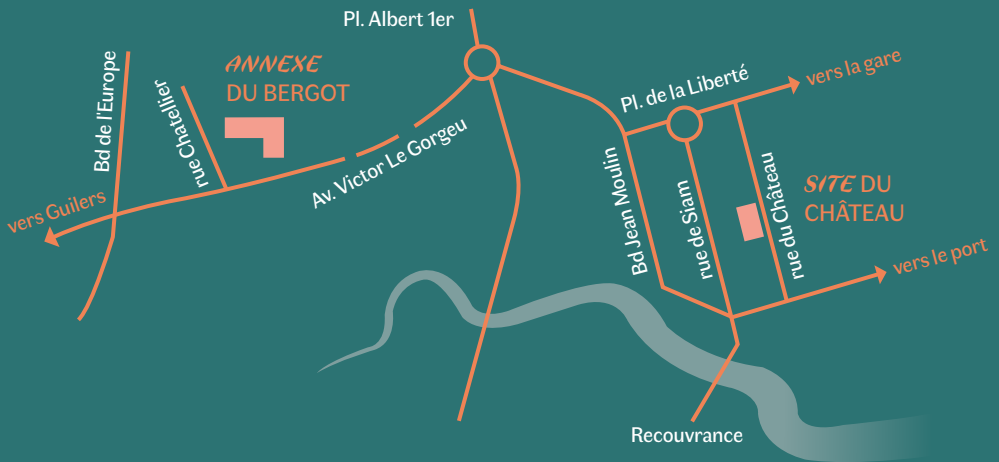 Pl. Albert 1er
Bd de l'Europe
rue Chatellier
ANNEXE
DU BERGOT
Av. Victor Le Gorgeu
vers Guilers
Pl. de la Liberté
vers la gare
Bd Jean Moulin
rue de Siam
rue du Château
SITE DU
CHÂTEAU
vers le port
Recouvrance